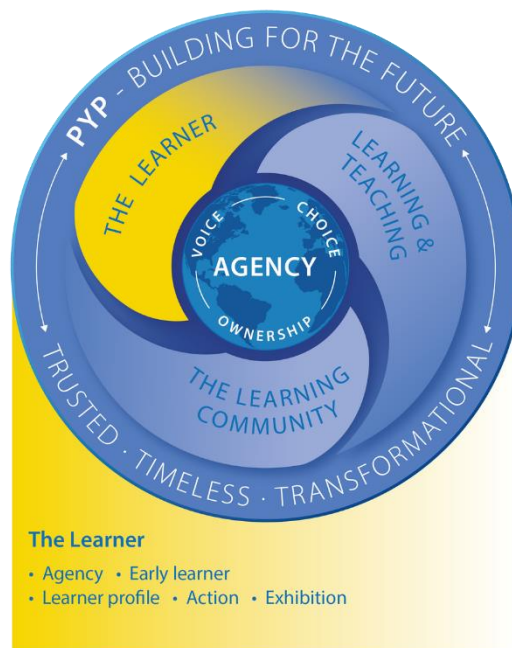 PYP - BUILDING FOR THE FUTURE
THE LEARNER
LEARNING &
TEACHING
VOICE
CHOICE
AGENCY
OWNERSHIP
THE LEARNING
COMMUNITY
TRUSTED · TIMELESS · TRANSFORMATIONAL
The Learner
• Agency • Early learner
• Learner profile • Action • Exhibition